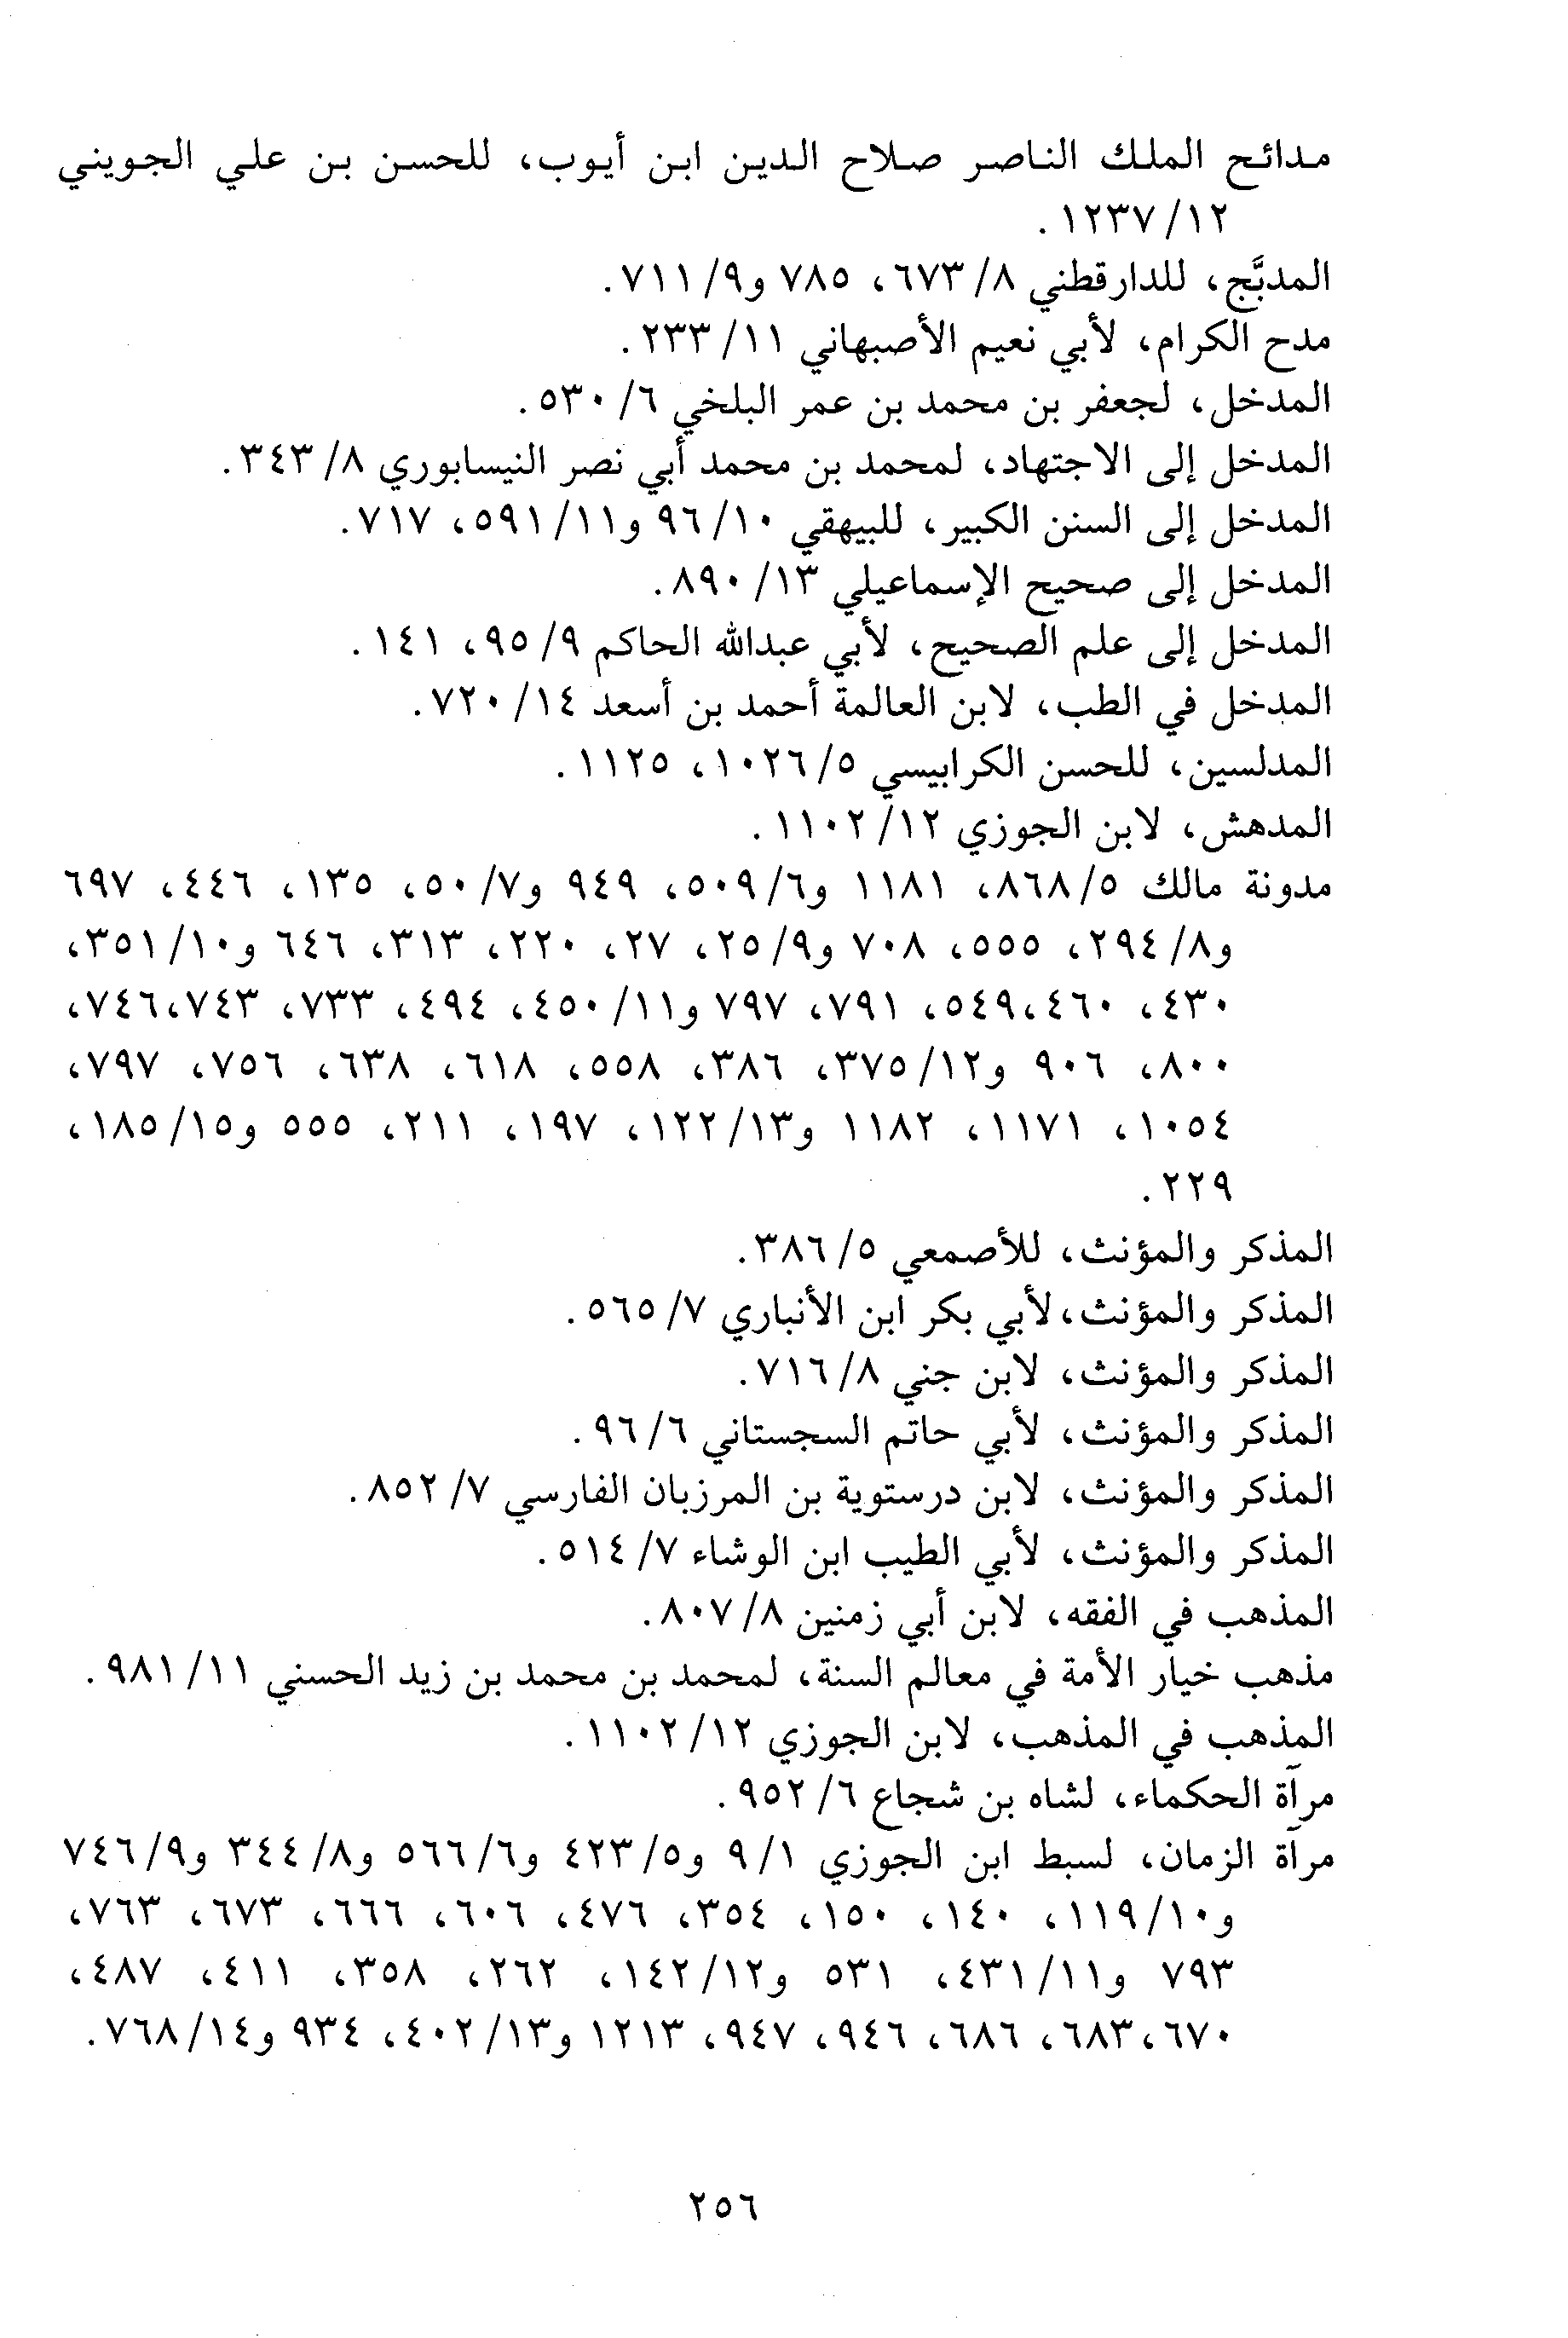 مدائح الملك الناصر صلاح الدين ابن أيوب، للحسن بن علي الجويني
١٢/ ١٢٣٧ .
المدبَّج، للدارقطني ٨/ ٦٧٣، ٧٨٥ و٩/ ٧١١.
مدح الكرام، لأبي نعيم الأصبهاني ١١/ ٢٣٣.
المدخل، لجعفر بن محمد بن عمر البلخي ٦/ ٥٣٠.
المدخل إلى الاجتهاد، لمحمد بن محمد أبي نصر النيسابوري ٨/ ٣٤٣.
المدخل إلى السنن الكبير، للبيهقي ١٠/ ٩٦ و١١/ ٥٩١، ٧١٧.
المدخل إلى صحيح الإسماعيلي ١٣/ ٨٩٠.
المدخل إلى علم الصحيح، لأبي عبدالله الحاكم ٩/ ٩٥، ١٤١.
المدخل في الطب، لابن العالمة أحمد بن أسعد ١٤/ ٧٢٠.
المدلسين، للحسن الكرابيسي ٥/ ١٠٢٦، ١١٢٥.
المدهش، لابن الجوزي ١٢/ ١١٠٢.
مدونة مالك ٥/ ٨٦٨، ١١٨١ و٦/ ٥٠٩، ٩٤٩ و٧/ ٥٠، ١٣٥، ٤٤٦، ٦٩٧
و٨/ ٢٩٤، ٥٥٥، ٧٠٨ و٩/ ٢٥، ٢٧، ٢٢٠، ٣١٣، ٦٤٦ و١٠/ ٣٥١،
٤٣٠، ٤٦٠،٥٤٩، ٧٩١، ٧٩٧ و١١/ ٤٥٠، ٤٩٤، ٧٣٣، ٧٤٣،٧٤٦،
٨٠٠، ٩٠٦ و١٢/ ٣٧٥، ٣٨٦، ٥٥٨، ٦١٨، ٦٣٨، ٧٥٦، ٧٩٧،
١٠٥٤، ١١٧١، ١١٨٢ و١٣/ ١٢٢، ١٩٧، ٢١١، ٥٥٥ و١٥/ ١٨٥،
٢٢٩.
المذكر والمؤنث، للأصمعي ٥/ ٣٨٦.
المذكر والمؤنث،لأبي بكر ابن الأنباري ٧/ ٥٦٥.
المذكر والمؤنث، لابن جني ٨/ ٧١٦.
المذكر والمؤنث، لأبي حاتم السجستاني ٦/ ٩٦.
المذكر والمؤنث، لابن درستوية بن المرزبان الفارسي ٧/ ٨٥٢.
المذكر والمؤنث، لأبي الطيب ابن الوشاء ٧/ ٥١٤.
المذهب في الفقه، لابن أبي زمنين ٨/ ٨٠٧.
مذهب خيار الأمة في معالم السنة، لمحمد بن محمد بن زيد الحسني ١١/ ٩٨١.
المذهب في المذهب، لابن الجوزي ١٢/ ١١٠٢.
مرآة الحكماء، لشاه بن شجاع ٦/ ٩٥٢.
مرآة الزمان، لسبط ابن الجوزي ١/ ٩ و٥/ ٤٢٣ و٦/ ٥٦٦ و٨/ ٣٤٤ و٩/ ٧٤٦
و١٠/ ١١٩، ١٤٠، ١٥٠، ٣٥٤، ٤٧٦، ٦٠٦، ٦٦٦، ٦٧٣، ٧٦٣،
٧٩٣ و١١/ ٤٣١، ٥٣١ و١٢/ ١٤٢، ٢٦٢، ٣٥٨، ٤١١، ٤٨٧،
٦٧٠،٦٨٣، ٦٨٦، ٩٤٦، ٩٤٧، ١٢١٣ و١٣/ ٤٠٢، ٩٣٤ و١٤/ ٧٦٨.
٢٥٦